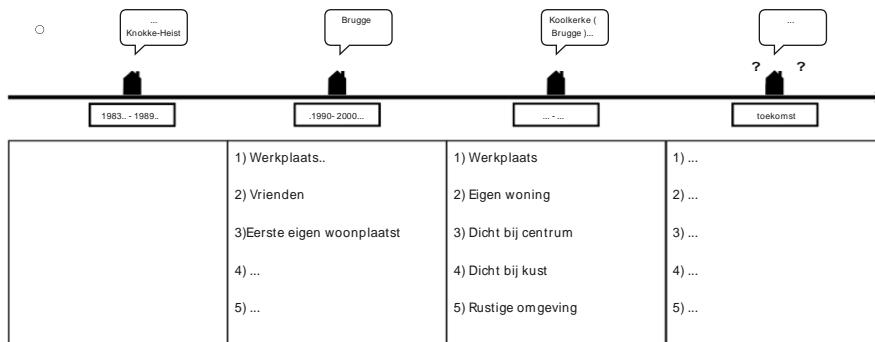 ...
Knokke-Heist
Brugge
Koolkerke (
Brugge )...
...
? ?
1983.. - 1989..
.1990- 2000...
... - ...
toekomst
1) Werkplaats..
2) Vrienden
3)Eerste eigen woonplaatst
4) ...
5) ...
1) Werkplaats
2) Eigen woning
3) Dicht bij centrum
4) Dicht bij kust
5) Rustige omgeving
1) ...
2) ...
3) ...
4) ...
5) ...